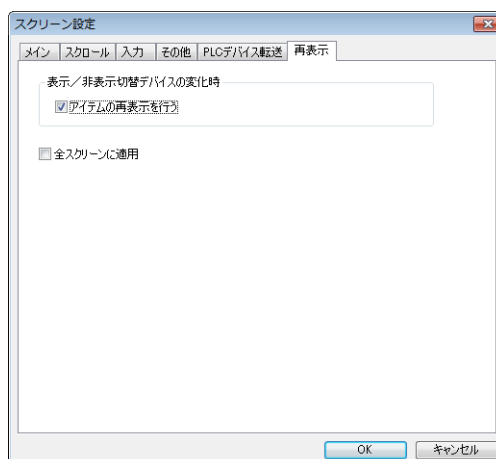 スクリーン設定
メイン スクロール 入力 その他 PLCデバイス転送 再表示
表示／非表示切替デバイスの変化時
アイテムの再表示を行う
全スクリーンに適用
OK キャンセル